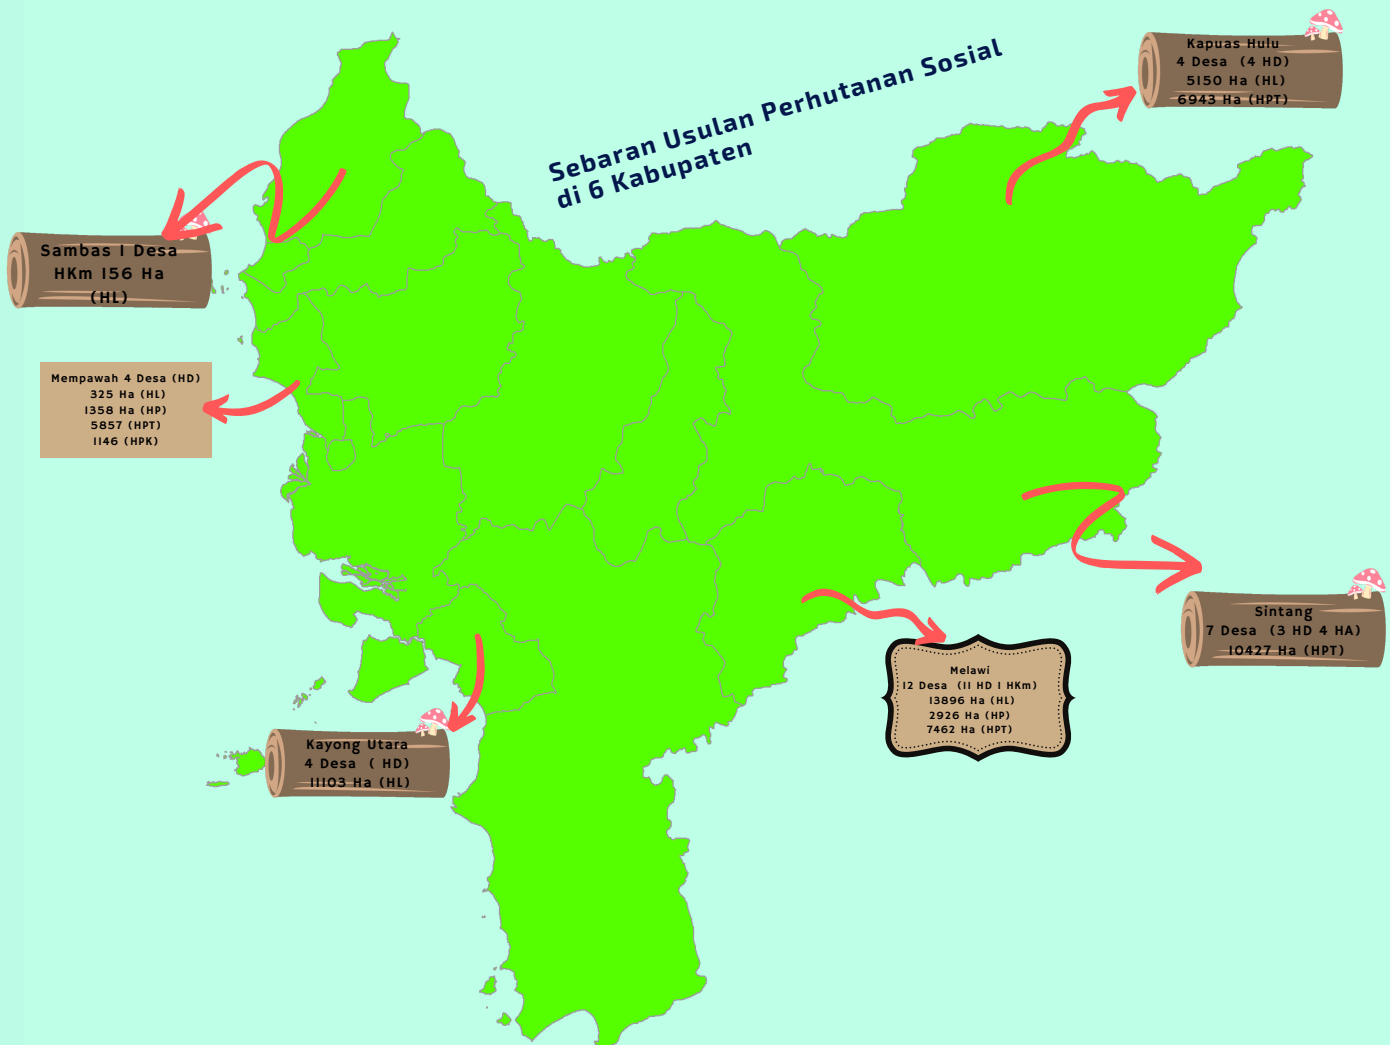 Sebaran Usulan Perhutanan Sosial
di 6 Kabupaten
Kapuas Hulu
4 Desa (4 HD)
5150 Ha (HL)
6943 Ha (HPT)
Sambas 1 Desa
HKm 156 Ha
(HL)
Mempawah 4 Desa (HD)
325 Ha (HL)
1358 Ha (HP)
5857 (HPT)
1146 (HPK)
Sintang
7 Desa (3 HD 4 HA)
10427 Ha (HPT)
Melawi
12 Desa (11 HD 1 HKm)
13896 Ha (HL)
2926 Ha (HP)
7462 Ha (HPT)
Kayong Utara
4 Desa ( HD)
11103 Ha (HL)